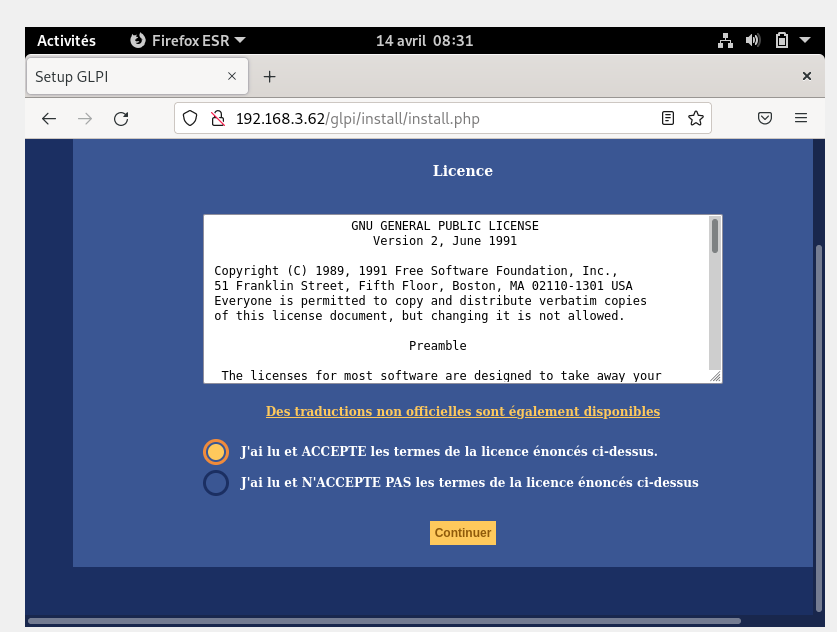 Activités
Firefox ESR
14 avril 08:31
Setup GLPI
192.168.3.62/glpi/install/install.php
Licence
GNU GENERAL PUBLIC LICENSE
Version 2, June 1991
Copyright (C) 1989, 1991 Free Software Foundation, Inc.,
51 Franklin Street, Fifth Floor, Boston, MA 02110-1301 USA
Everyone is permitted to copy and distribute verbatim copies
of this license document, but changing it is not allowed.
Preamble
The licenses for most software are designed to take away your
Des traductions non officielles sont également disponibles
J'ai lu et ACCEPTE les termes de la licence énoncés ci-dessus.
J'ai lu et N'ACCEPTE PAS les termes de la licence énoncés ci-dessus
Continuer